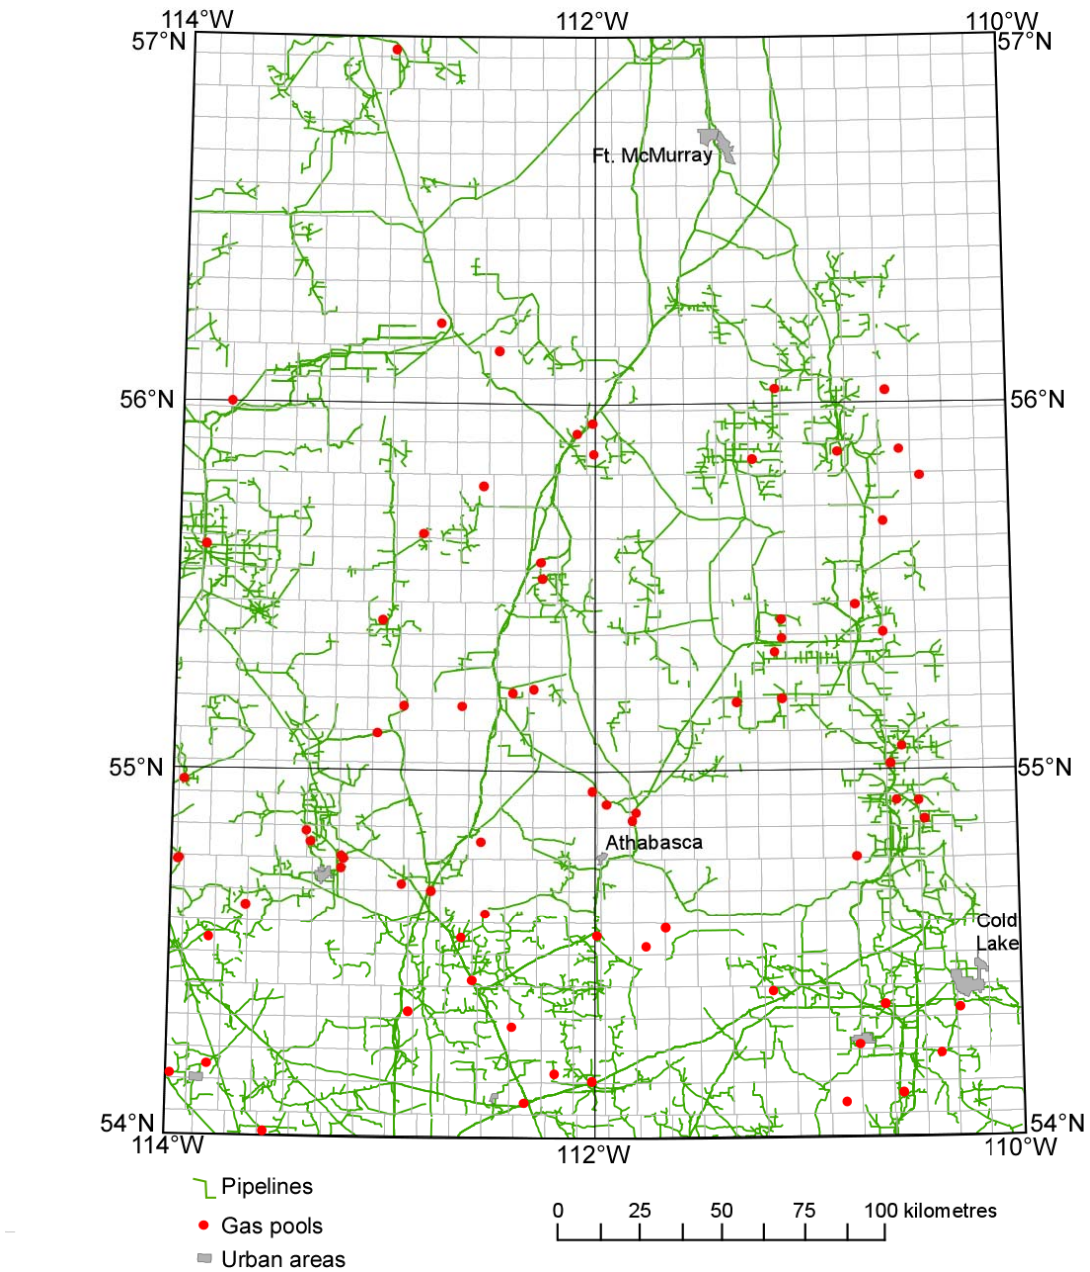 114°W 112°W 110°W
57°N 57°N
Ft. McMurray
56°N 56°N
55°N 55°N
Athabasca
Cold
Lake
54°N 54°N
114°W 112°W 110°W
Pipelines
0 25 50 75 100 kilometres
Gas pools
Urban areas